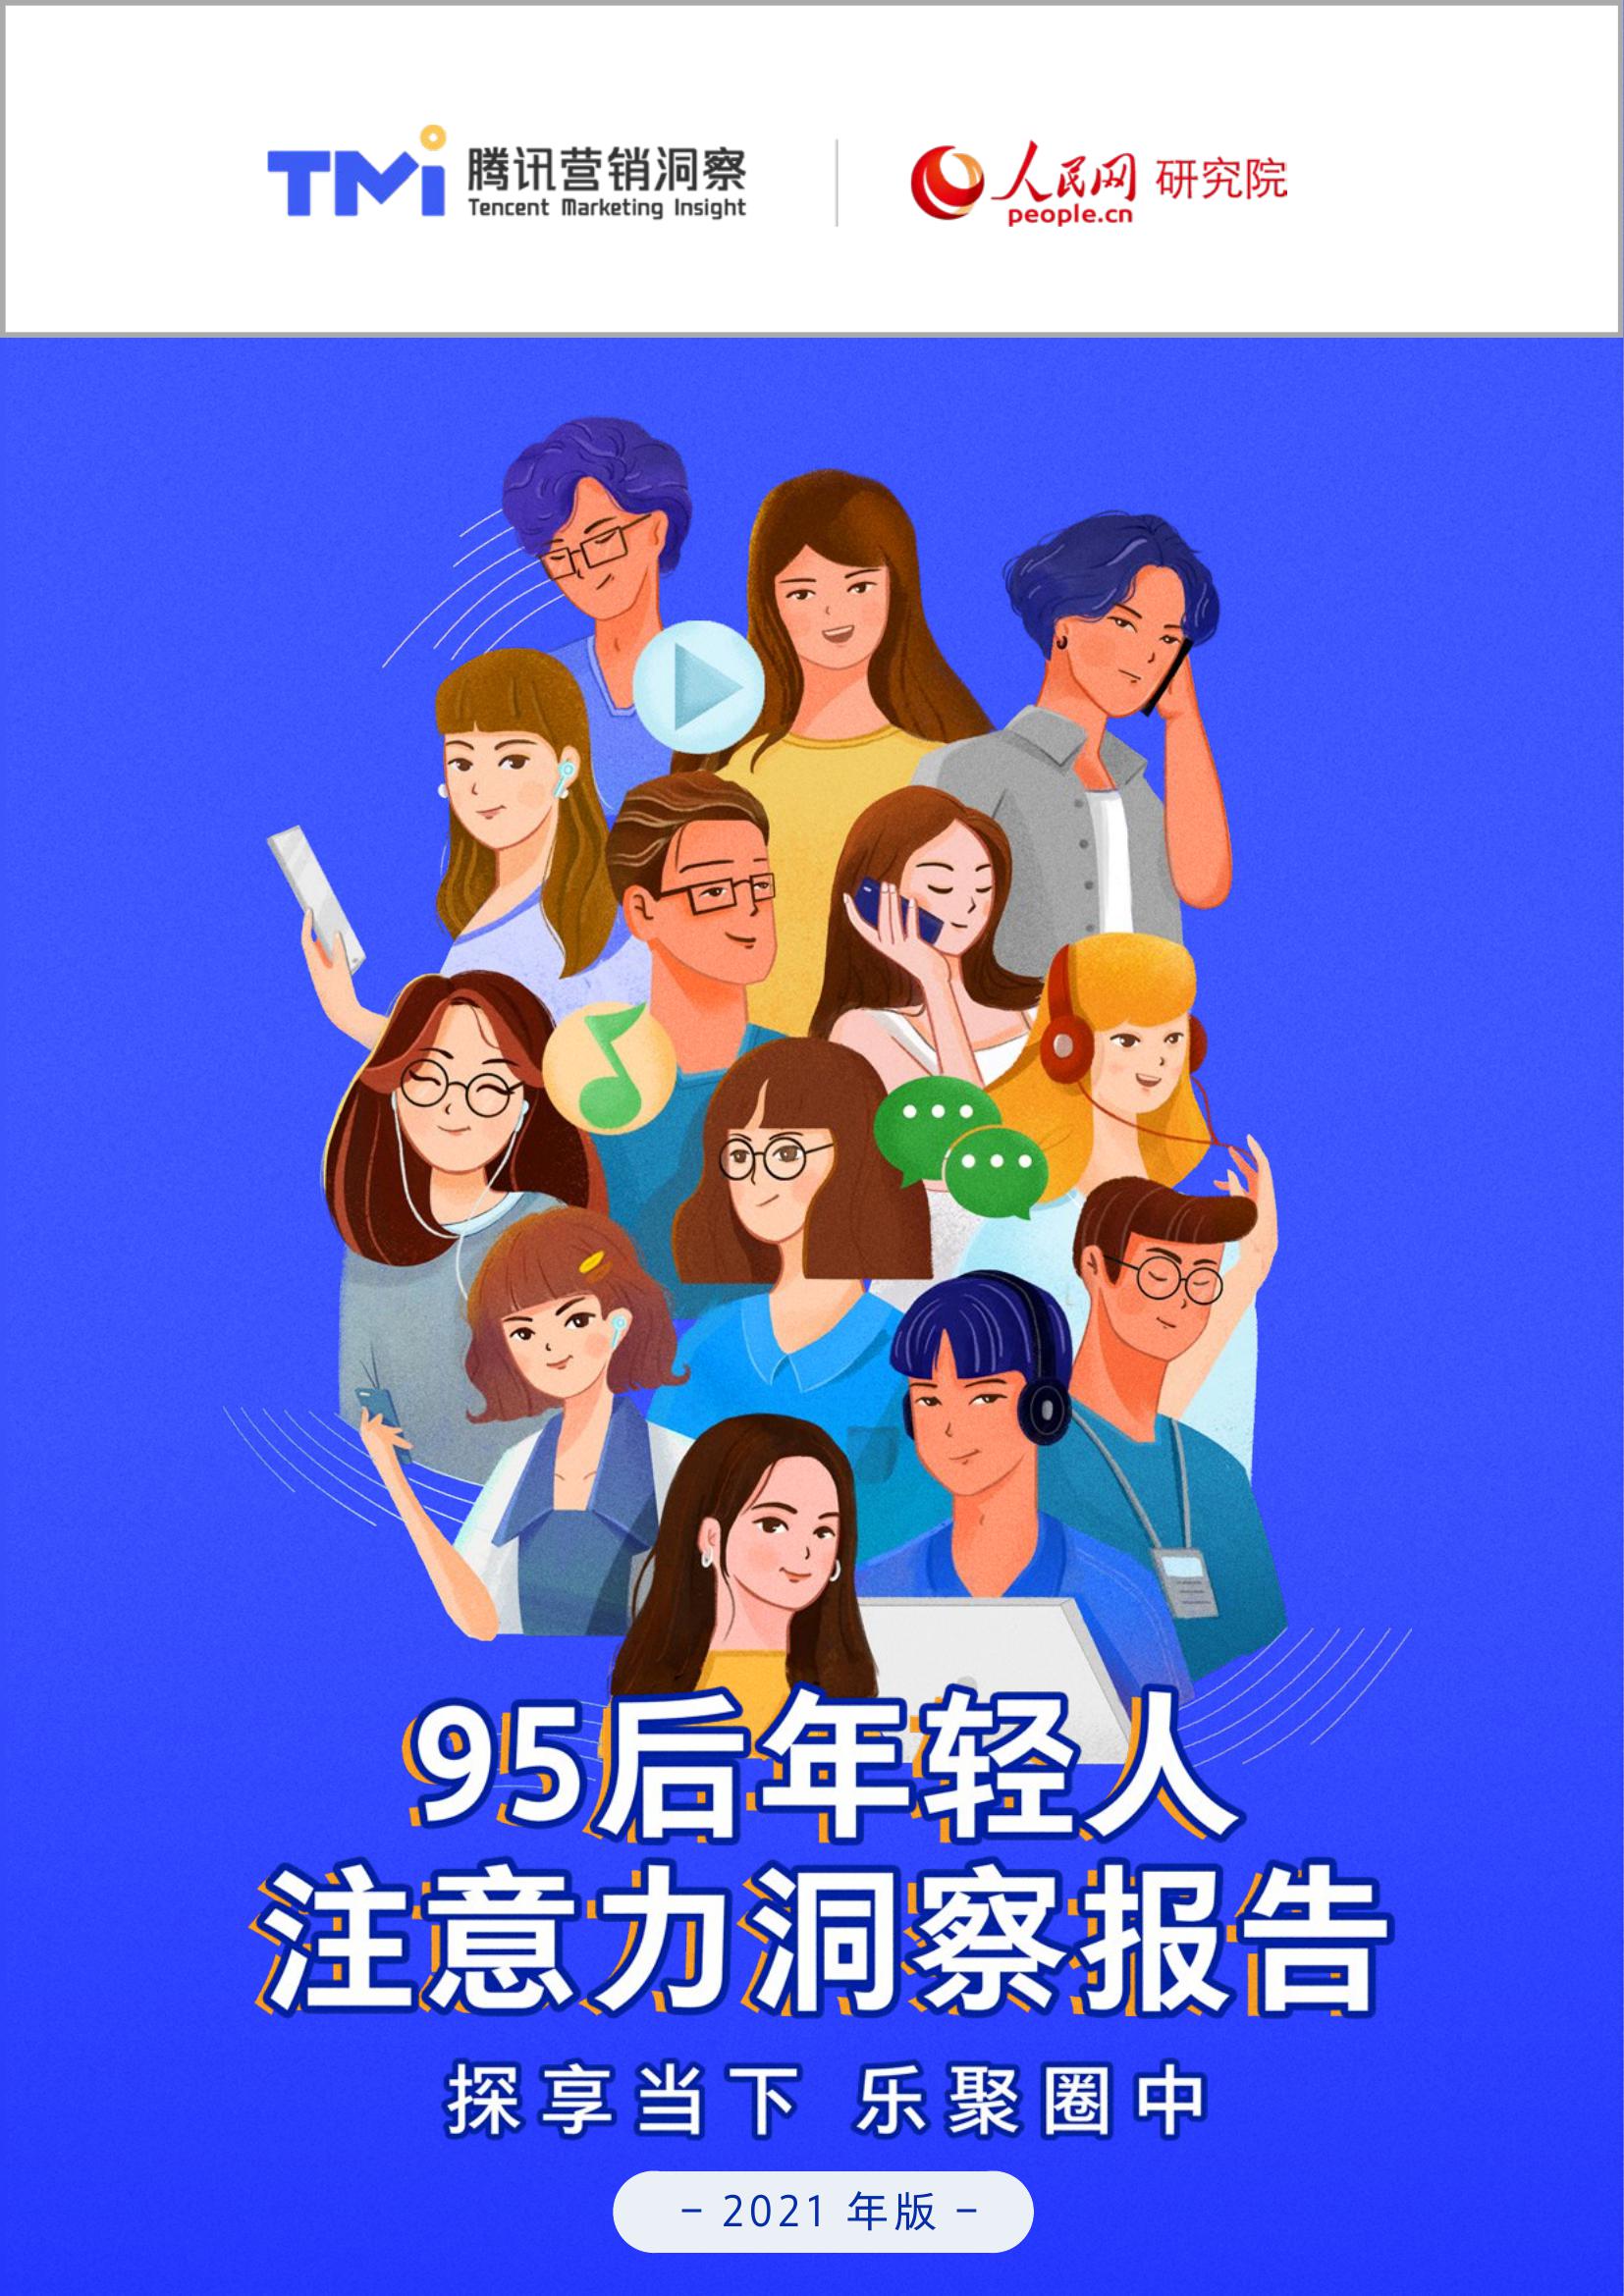 TMi 腾讯营销洞察
Tencent Marketing Insight
人民网 研究院
people.cn
95后年轻人
注意力洞察报告
探享当下 乐聚圈中
- 2021 年版 -